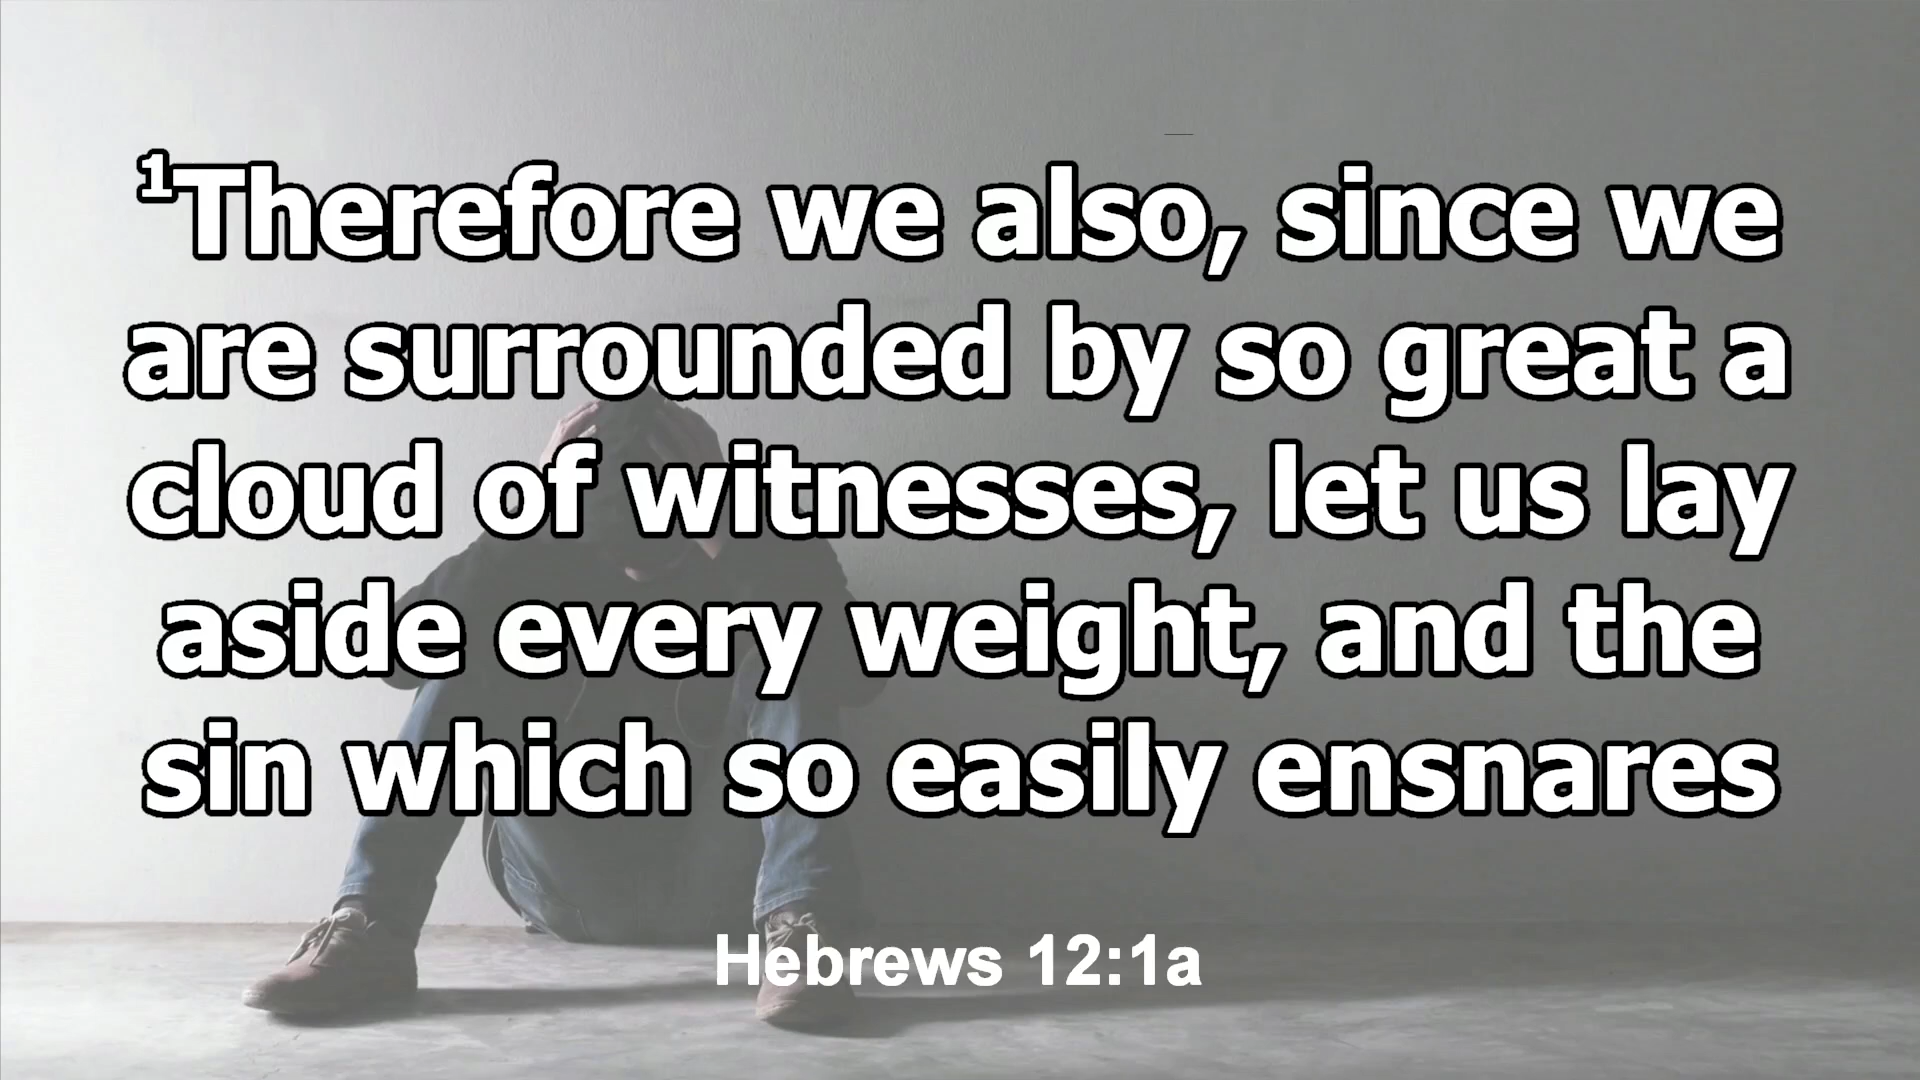 ¹Therefore we also, since we
are surrounded by so great a
cloud of witnesses, let us lay
aside every weight, and the
sin which so easily ensnares
Hebrews 12:1a